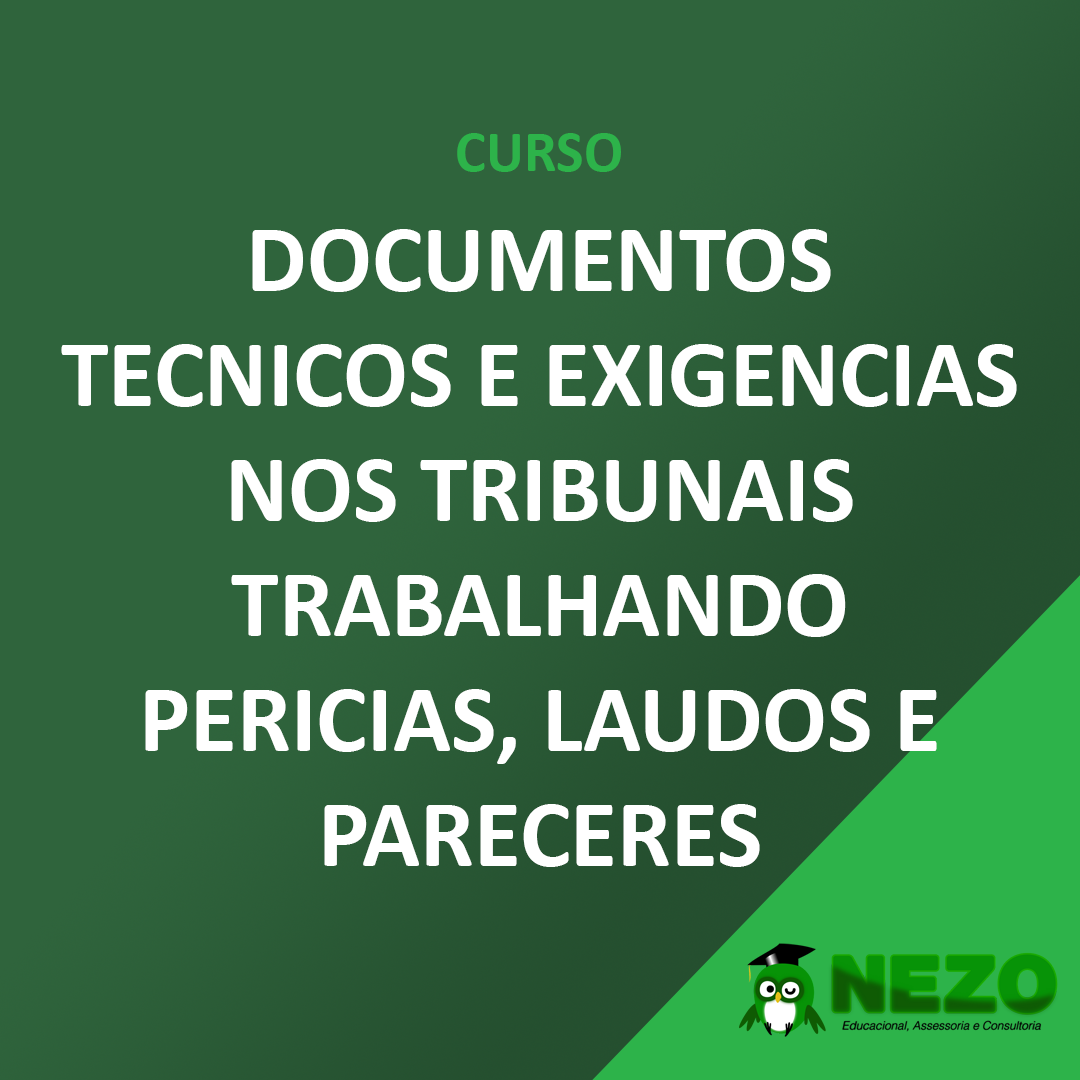 CURSO
DOCUMENTOS
TECNICOS E EXIGENCIAS
NOS TRIBUNAIS
TRABALHANDO
PERICIAS, LAUDOS E
PARECERES
NEZO
Educacional, Assessoria e Consultoria